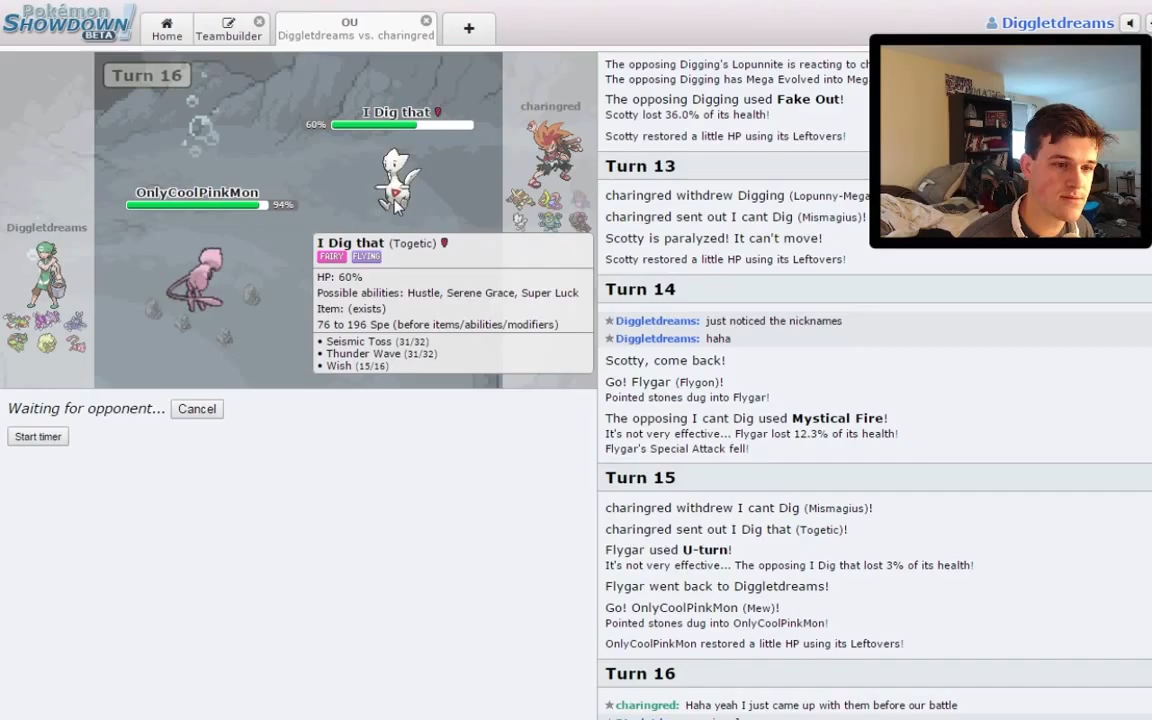 Pokémon
SHOWDOWN!
BETA
Home
Teambuilder
OU
Diggletdreams vs. charingred
+
Diggletdreams
Turn 16
I Dig that
60%
OnlyCoolPinkMon
94%
Diggletdreams
charingred
I Dig that (Togetic)
FAIRY FLYING
HP: 60%
Possible abilities: Hustle, Serene Grace, Super Luck
Item: (exists)
76 to 196 Spe (before items/abilities/modifiers)
• Seismic Toss (31/32)
• Thunder Wave (31/32)
• Wish (15/16)
Waiting for opponent... Cancel
Start timer
The opposing Digging's Lopunnite is reacting to ch
The opposing Digging has Mega Evolved into Meg
The opposing Digging used Fake Out!
Scotty lost 36.0% of its health!
Scotty restored a little HP using its Leftovers!
Turn 13
charingred withdrew Digging (Lopunny-Mega
charingred sent out I cant Dig (Mismagius)!
Scotty is paralyzed! It can't move!
Scotty restored a little HP using its Leftovers!
Turn 14
★Diggletdreams: just noticed the nicknames
★Diggletdreams: haha
Scotty, come back!
Go! Flygar (Flygon)!
Pointed stones dug into Flygar!
The opposing I cant Dig used Mystical Fire!
It's not very effective... Flygar lost 12.3% of its health!
Flygar's Special Attack fell!
Turn 15
charingred withdrew I cant Dig (Mismagius)!
charingred sent out I Dig that (Togetic)!
Flygar used U-turn!
It's not very effective... The opposing I Dig that lost 3% of its health!
Flygar went back to Diggletdreams!
Go! OnlyCoolPinkMon (Mew)!
Pointed stones dug into OnlyCoolPinkMon!
OnlyCoolPinkMon restored a little HP using its Leftovers!
Turn 16
★charingred: Haha yeah I just came up with them before our battle